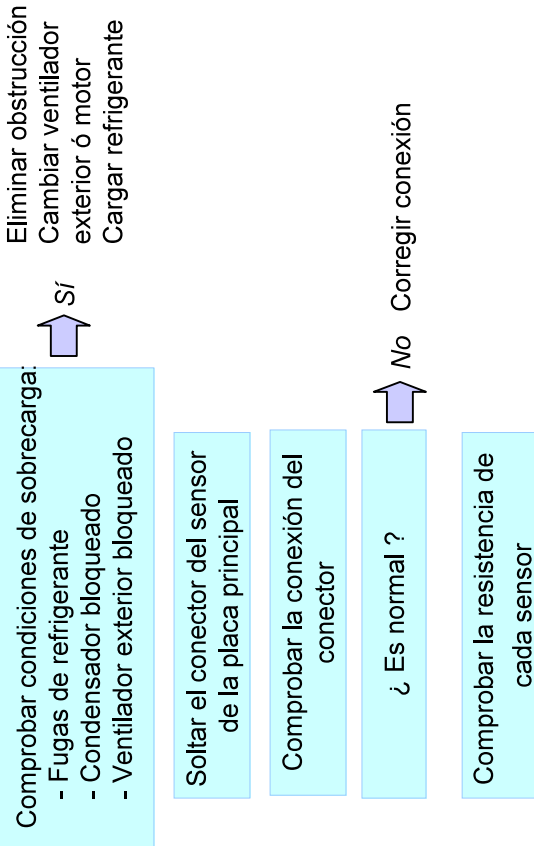 Comprobar condiciones de sobrecarga:
- Fugas de refrigerante
- Condensador bloqueado
- Ventilador exterior bloqueado
Sí
Eliminar obstrucción
Cambiar ventilador
exterior ó motor
Cargar refrigerante
Soltar el conector del sensor
de la placa principal
Comprobar la conexión del
conector
¿ Es normal ?
No
Corregir conexión
Comprobar la resistencia de
cada sensor